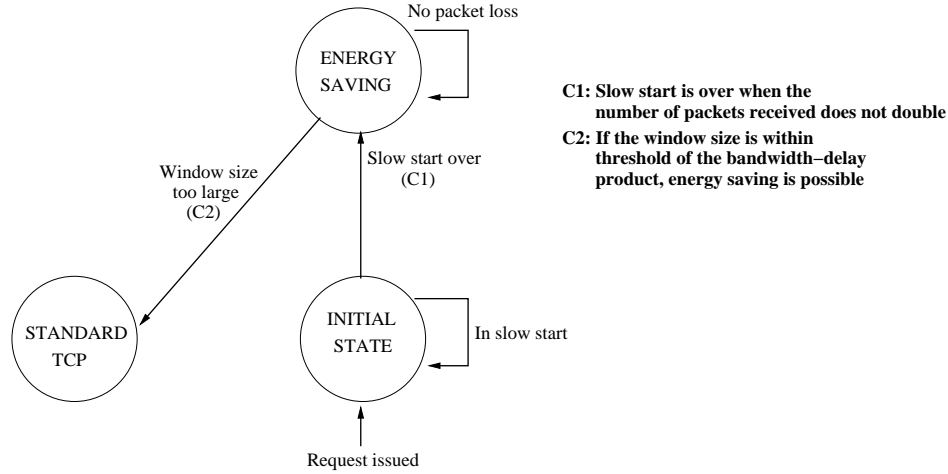 No packet loss
ENERGY
SAVING
C1: Slow start is over when the
number of packets received does not double
C2: If the window size is within
threshold of the bandwidth−delay
product, energy saving is possible
Window size
too large
(C2)
Slow start over
(C1)
STANDARD
TCP
INITIAL
STATE
In slow start
Request issued